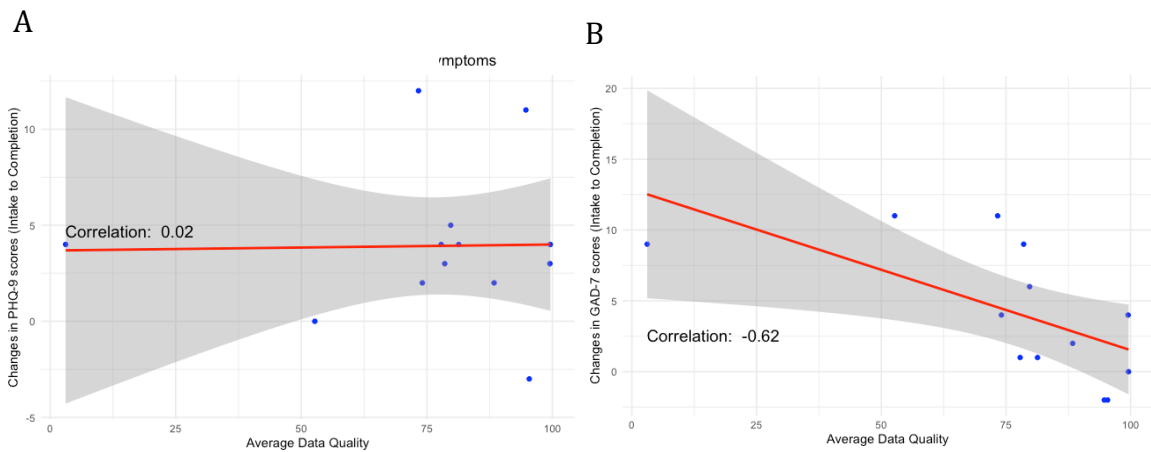 A
ymptoms
Changes in PHQ-9 scores (Intake to Completion)
10
5
0
-5
Correlation: 0.02
0
25
50
75
100
Average Data Quality
B
Changes in GAD-7 scores (Intake to Completion)
20
15
10
5
0
Correlation: -0.62
0
25
50
75
100
Average Data Quality